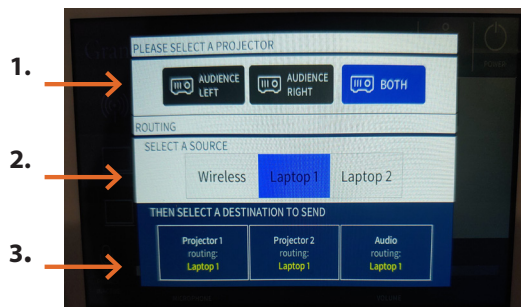 1.
PLEASE SELECT A PROJECTOR
AUDIENCE
LEFT
AUDIENCE
RIGHT
BOTH
ROUTING
2.
SELECT A SOURCE
Wireless
Laptop 1
Laptop 2
3.
THEN SELECT A DESTINATION TO SEND
Projector 1
routing:
Laptop 1
Projector 2
routing:
Laptop 1
Audio
routing:
Laptop 1